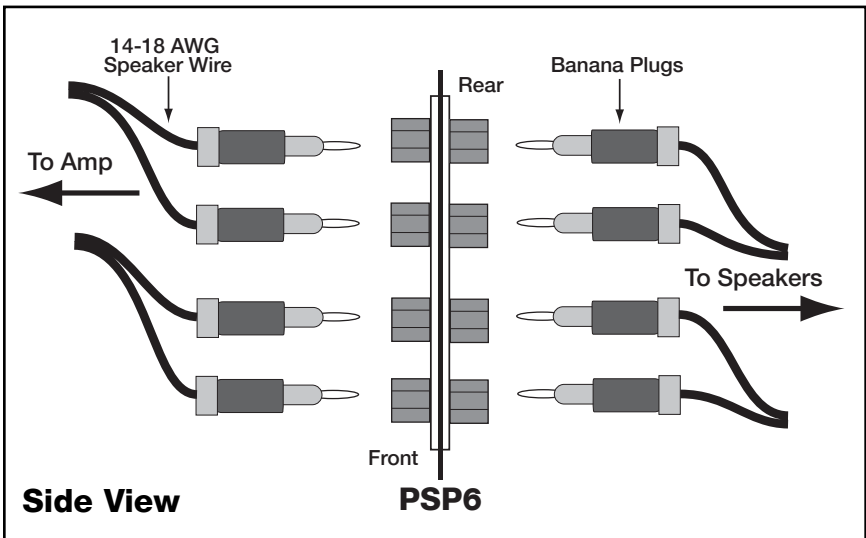 14-18 AWG
Speaker Wire
Rear
Banana Plugs
To Amp
To Speakers
Front
Side View
PSP6